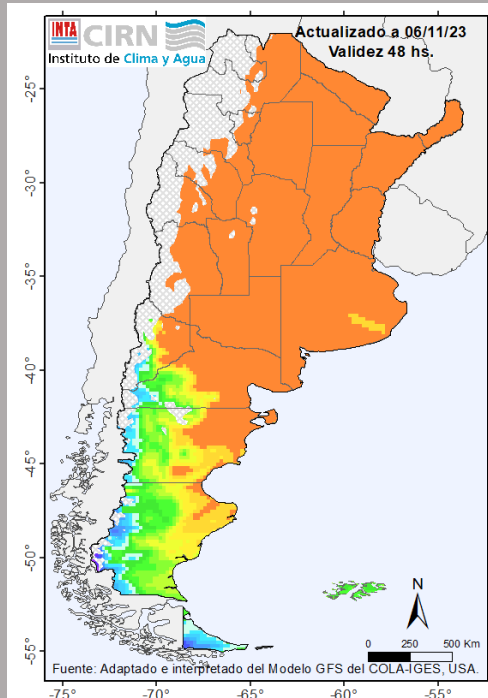 INTA CIRN
Instituto de Clima y Agua
Actualizado a 06/11/23
Validez 48 hs.
-25°
-30°
-35°
-40°
-45°
-50°
-55°
N
0 250 500 Km
Fuente: Adaptado e interpretado del Modelo GFS del COLA-IGES, USA.
-75° -70° -65° -60° -55°